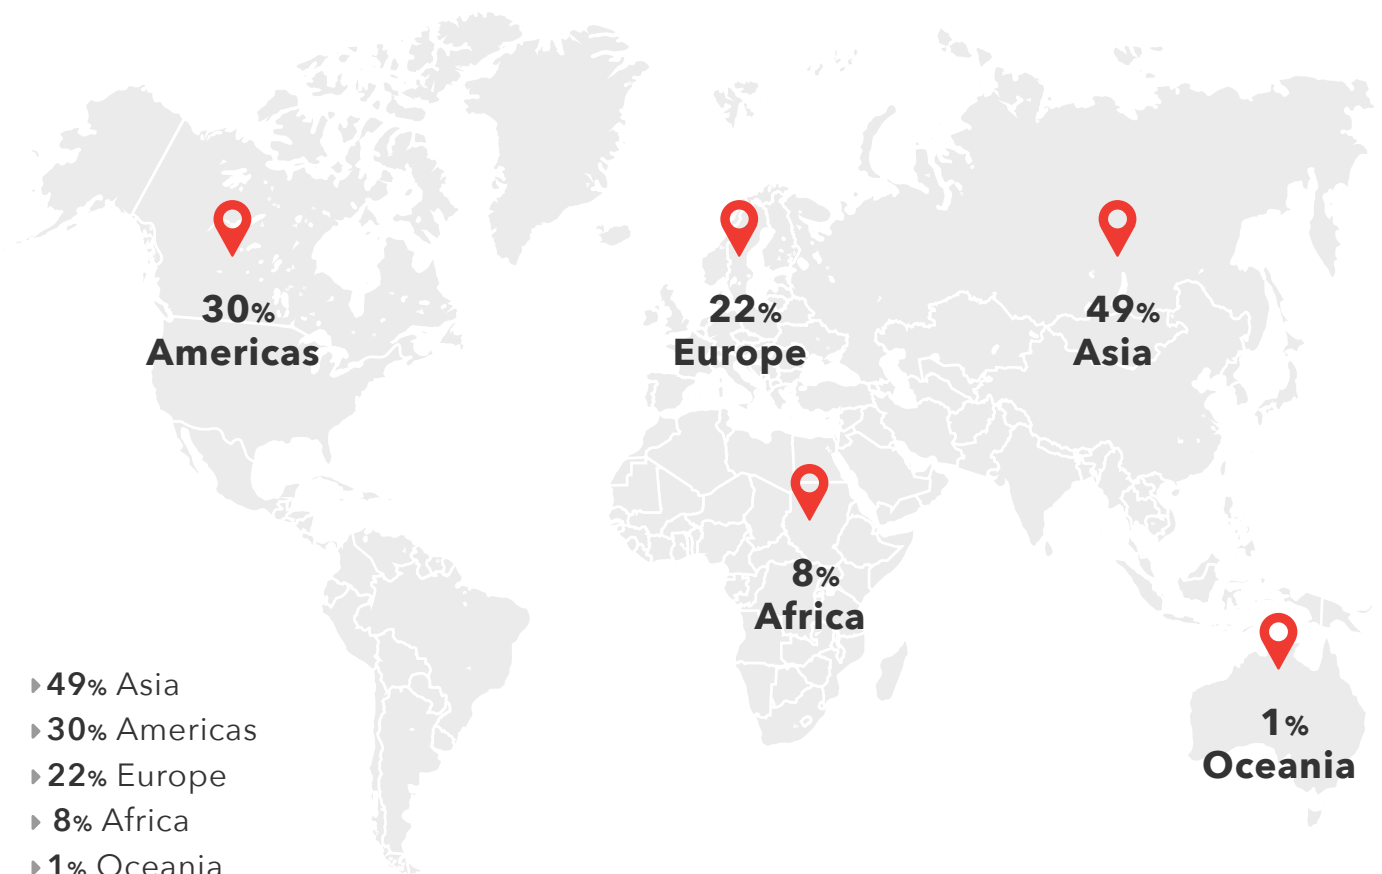 30%
Americas
22%
Europe
49%
Asia
8%
Africa
1%
Oceania
49% Asia
30% Americas
22% Europe
8% Africa
1% Oceania